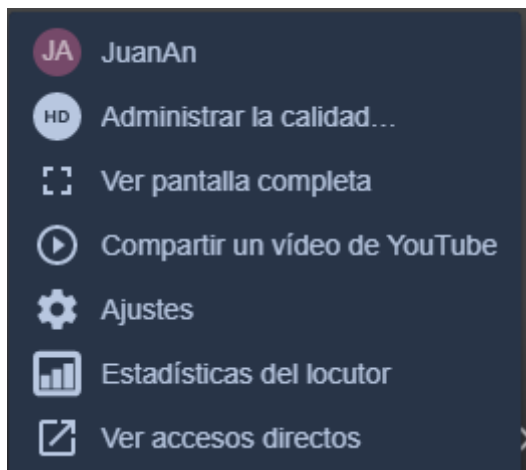 JA JuanAn
HD Administrar la calidad…
Ver pantalla completa
Compartir un vídeo de YouTube
Ajustes
Estadísticas del locutor
Ver accesos directos